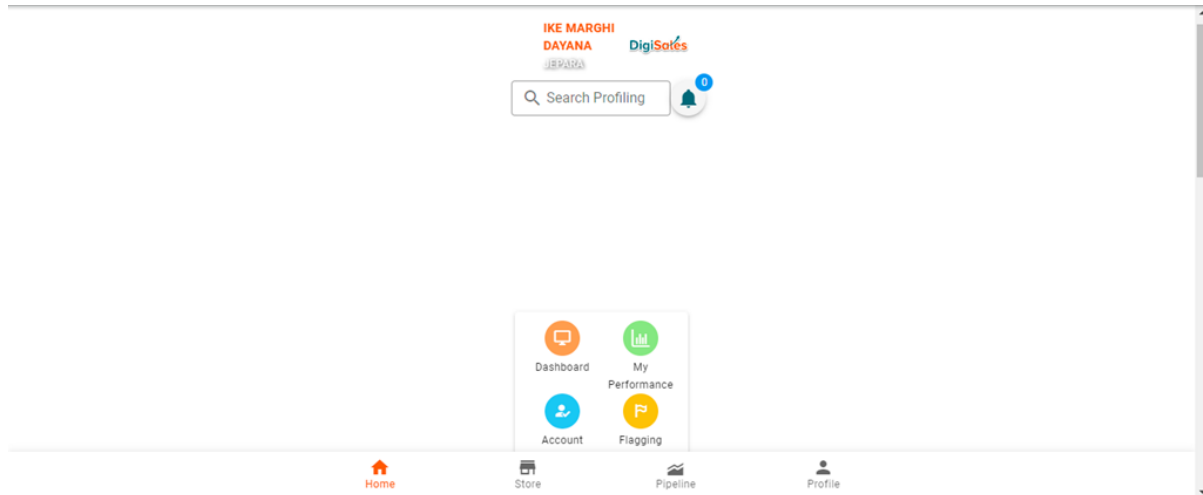 IKE MARGHI
DAYANA
JEPARA
DigiSales
Search Profiling
0
Dashboard
My
Performance
Account
Flagging
Home
Store
Pipeline
Profile